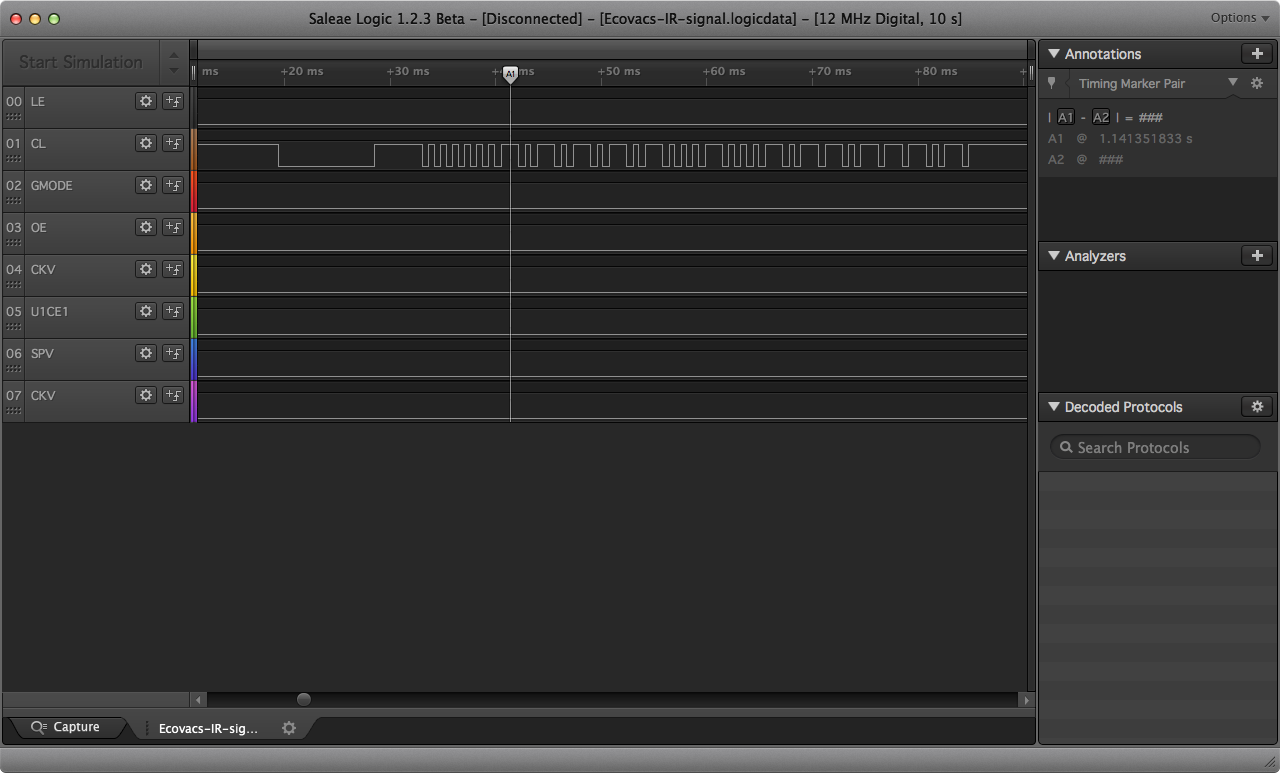 Saleae Logic 1.2.3 Beta – [Disconnected] – [Ecovacs-IR-signal.logicdata] – [12 MHz Digital, 10 s]
Options
Start Simulation
ms +20 ms +30 ms ms +50 ms +60 ms +70 ms +80 ms +
A1
00 LE
01 CL
02 GMODE
03 OE
04 CKV
05 U1CE1
06 SPV
07 CKV
Annotations
Timing Marker Pair
| A1 - A2 | = ###
A1 @ 1.141351833 s
A2 @ ###
Analyzers
Decoded Protocols
Search Protocols
Capture
Ecovacs-IR-sig...